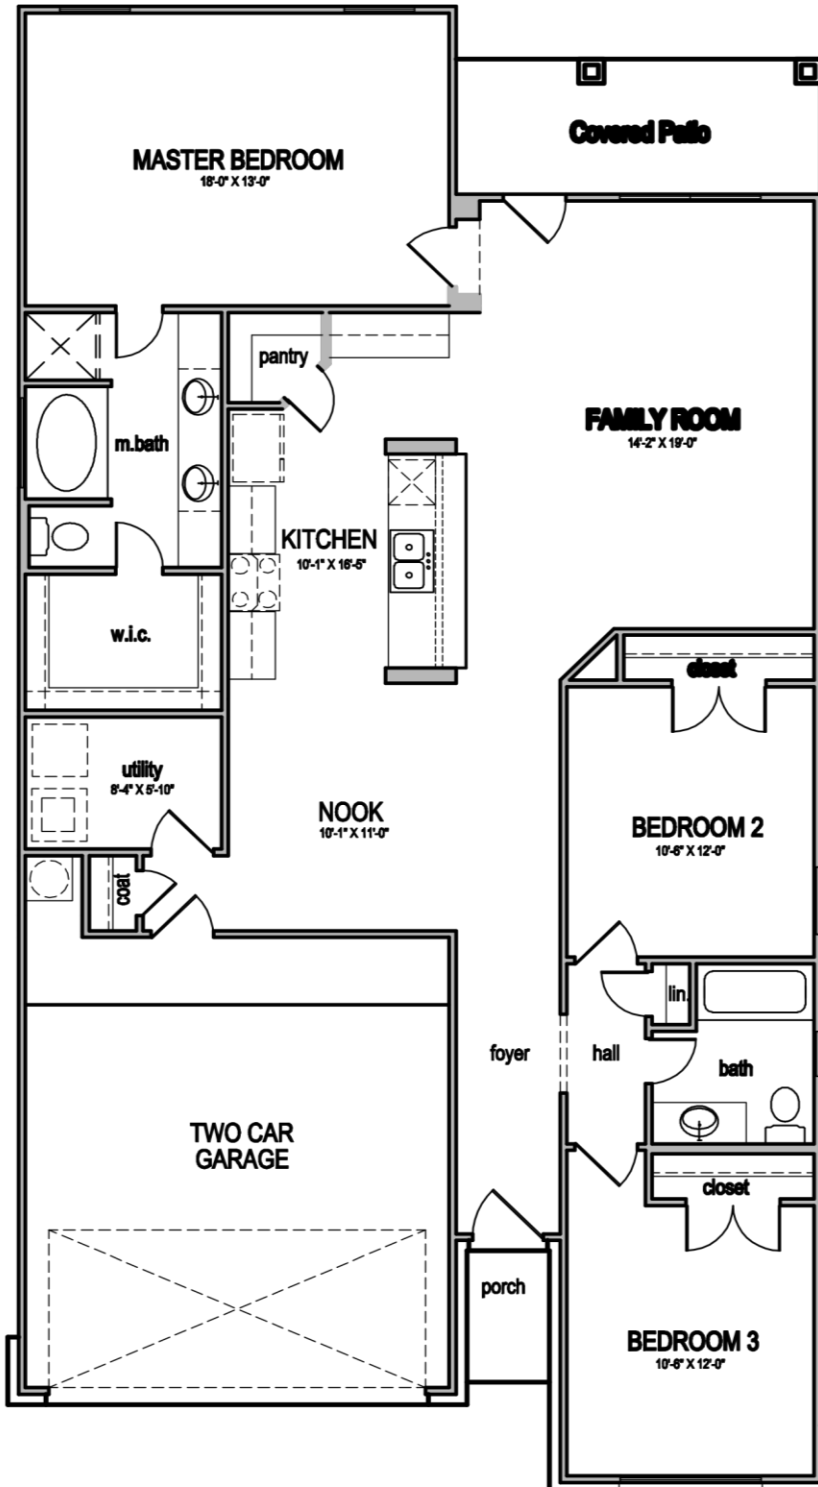 Covered Patio
MASTER BEDROOM
18'-0" X 13'-0"
pantry
FAMILY ROOM
14'-2" X 19'-0"
m.bath
KITCHEN
10'-1" X 16'-5"
w.i.c.
closet
utility
8'-4" X 5'-10"
NOOK
10'-1" X 11'-0"
BEDROOM 2
10'-6" X 12'-0"
coat
lin.
foyer
hall
bath
TWO CAR
GARAGE
closet
porch
BEDROOM 3
10'-6" X 12'-0"